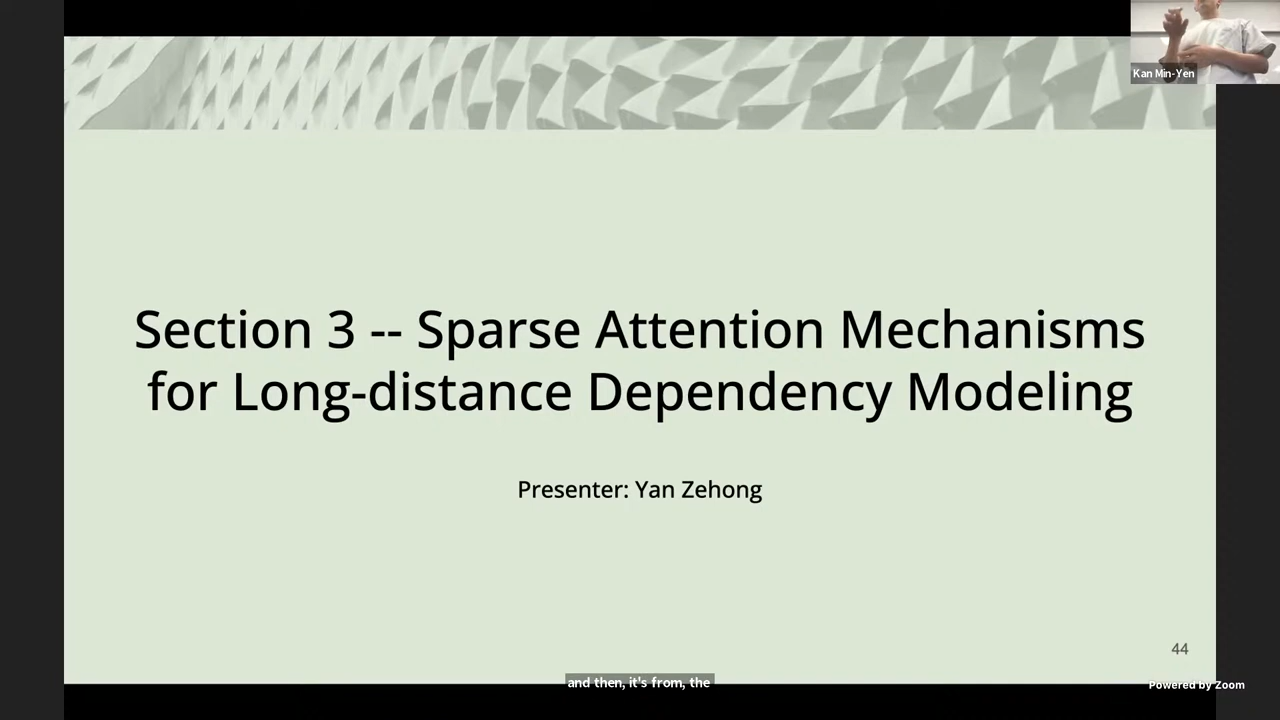 Kan Min-Yen
Section 3 -- Sparse Attention Mechanisms
for Long-distance Dependency Modeling
Presenter: Yan Zehong
44
and then, it's from, the
Powered by Zoom